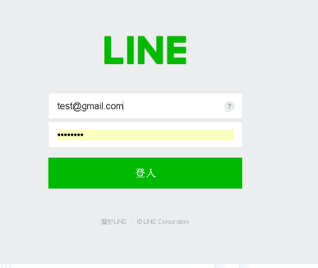 LINE
test@gmail.com
?
••••••••
登入
關於LINE | © LINE Corporation